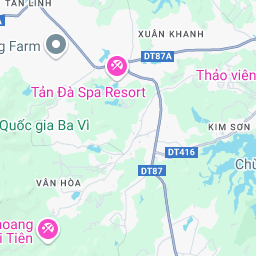 TẢN LĨNH
XUÂN KHANH
ng Farm
DT87A
Thảo viên
Tản Đà Spa Resort
Quốc gia Ba Vì
KIM SƠN
DT416
DT87
VÂN HÒA
hoang
i Tiên